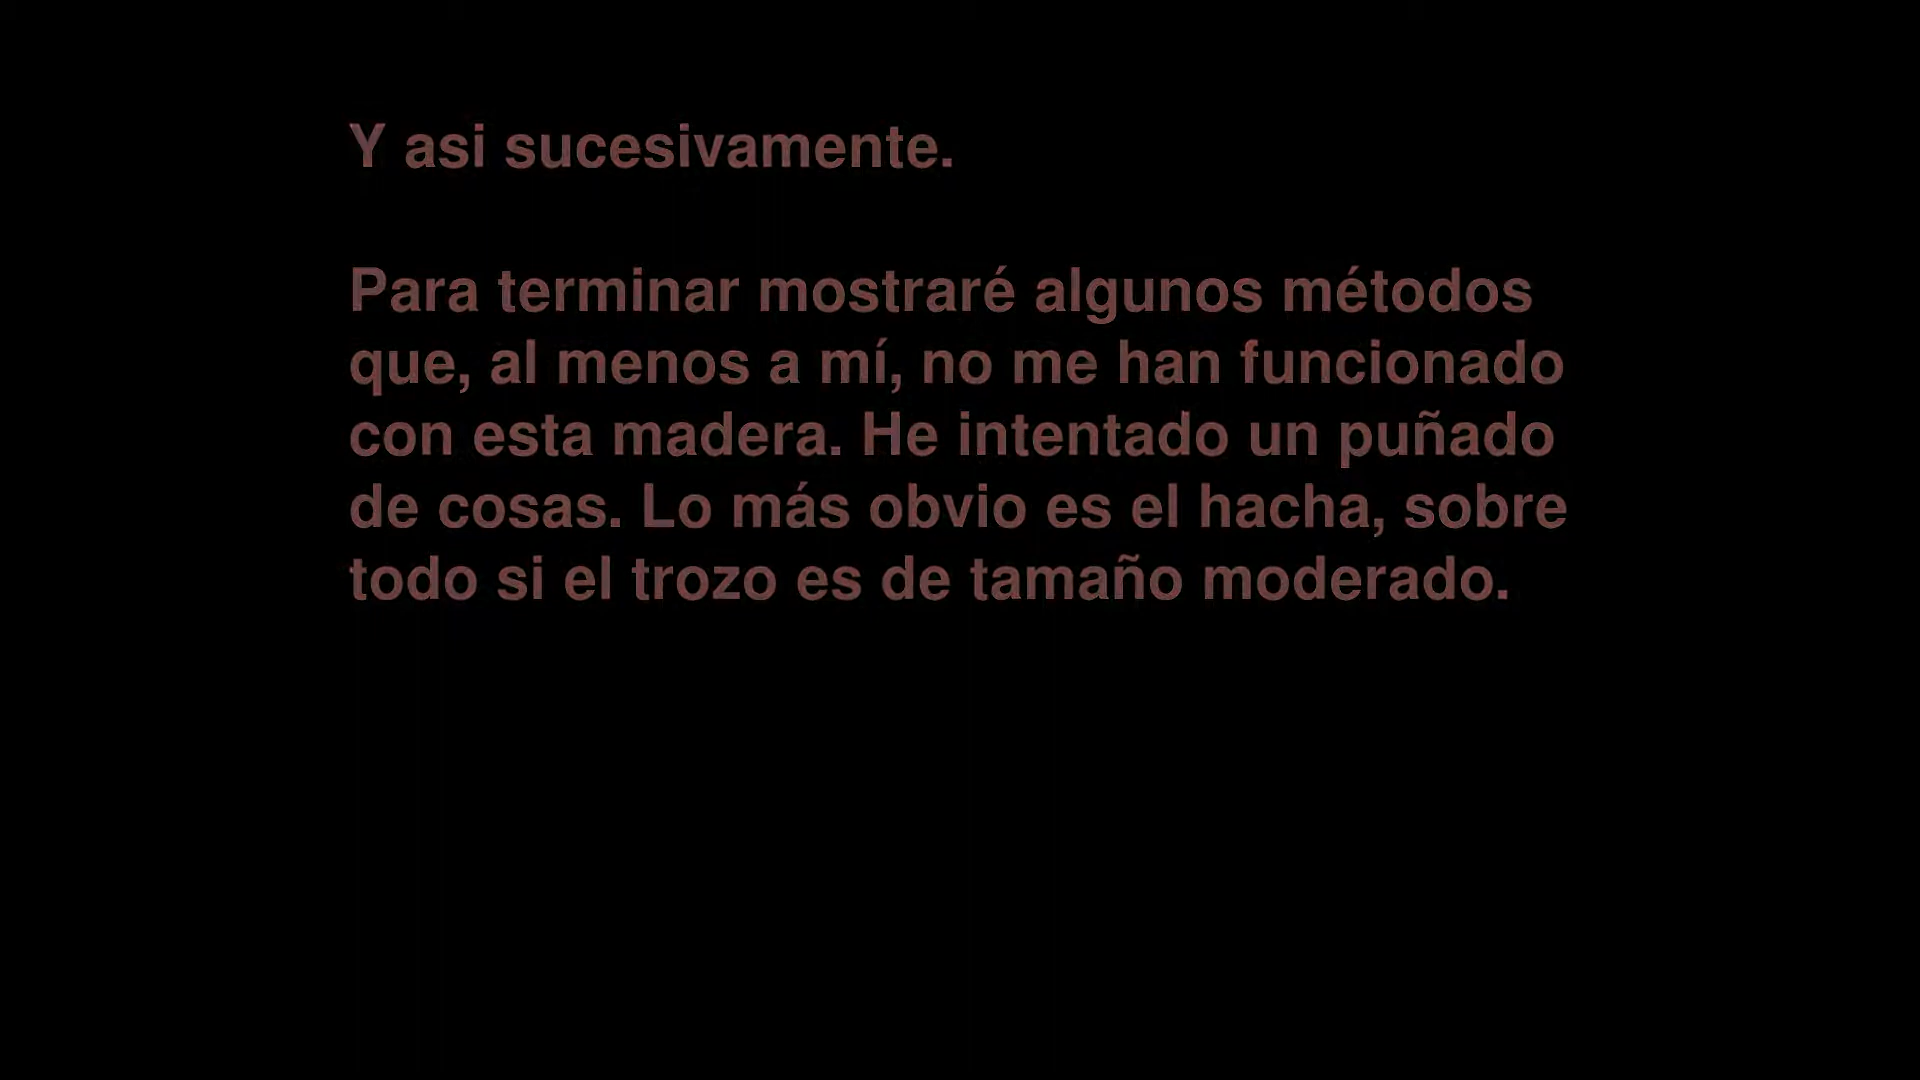 Y asi sucesivamente.
Para terminar mostraré algunos métodos
que, al menos a mí, no me han funcionado
con esta madera. He intentado un puñado
de cosas. Lo más obvio es el hacha, sobre
todo si el trozo es de tamaño moderado.